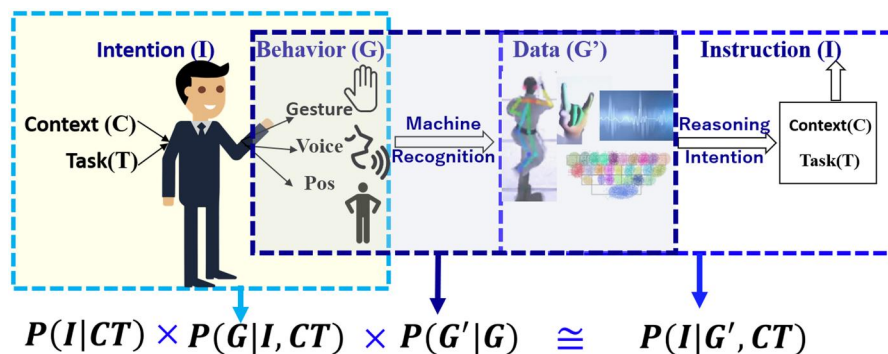 Intention (I)
Behavior (G)
Data (G’)
Instruction (I)
Context (C)
Task(T)
Gesture
Voice
Pos
Machine
Recognition
Reasoning
Intention
Context(C)
Task(T)
P(I|CT) × P(G|I, CT) × P(G′|G) ≅ P(I|G′, CT)